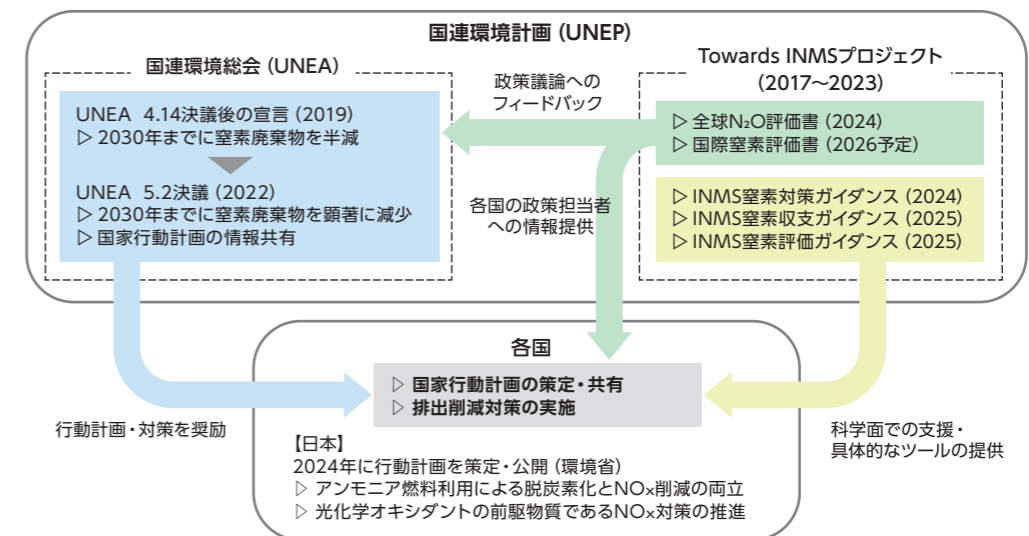 国連環境計画（UNEP）
国連環境総会（UNEA）
UNEA 4.14決議後の宣言（2019）
▷ 2030年までに窒素廃棄物を半減
UNEA 5.2決議（2022）
▷ 2030年までに窒素廃棄物を顕著に減少
▷ 国家行動計画の情報共有
政策議論への
フィードバック
各国の政策担当者
への情報提供
Towards INMSプロジェクト
（2017〜2023）
▷ 全球N₂O評価書（2024）
▷ 国際窒素評価書（2026予定）
▷ INMS窒素対策ガイダンス（2024）
▷ INMS窒素収支ガイダンス（2025）
▷ INMS窒素評価ガイダンス（2025）
各国
▷ 国家行動計画の策定・共有
▷ 排出削減対策の実施
行動計画・対策を奨励
科学面での支援・
具体的なツールの提供
【日本】
2024年に行動計画を策定・公開（環境省）
▷ アンモニア燃料利用による脱炭素化とNOx削減の両立
▷ 光化学オキシダントの前駆物質であるNOx対策の推進